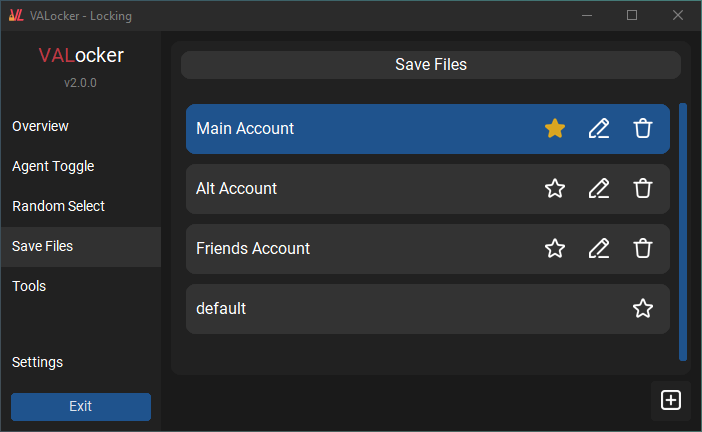 VALocker - Locking
VALocker
v2.0.0
Overview
Agent Toggle
Random Select
Save Files
Tools
Settings
Exit
Save Files
Main Account
Alt Account
Friends Account
default